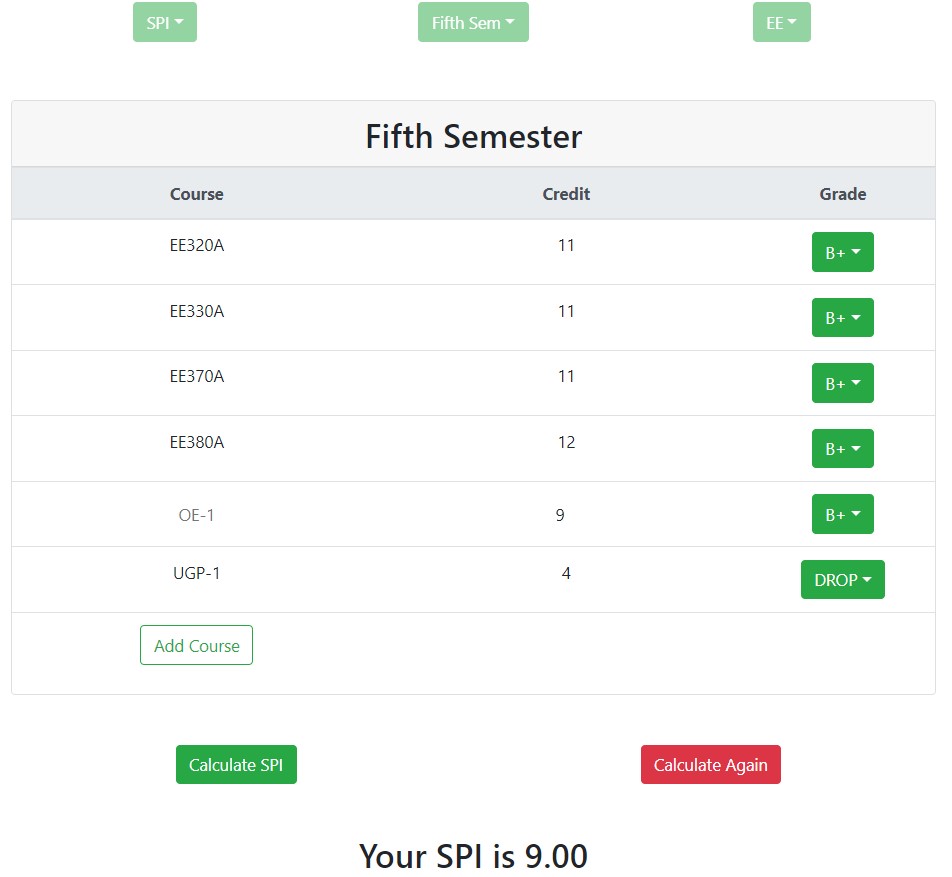 SPI Fifth Sem EE
Fifth Semester
Course Credit Grade
EE320A 11 B+
EE330A 11 B+
EE370A 11 B+
EE380A 12 B+
OE-1 9 B+
UGP-1 4 DROP
Add Course
Calculate SPI Calculate Again
Your SPI is 9.00